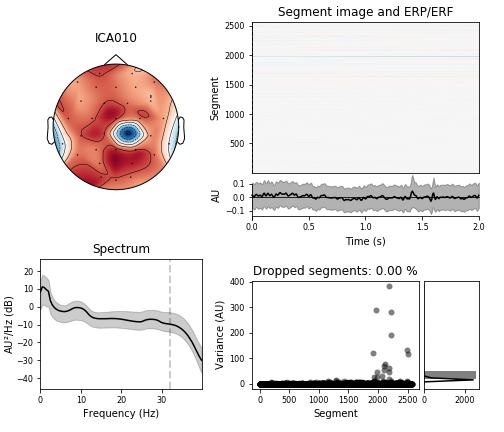 ICA010
Segment image and ERP/ERF
2500
2000
1500
1000
500
Segment
0.1
0.0
−0.1
AU
0.0 0.5 1.0 1.5 2.0
Time (s)
Spectrum
20
10
0
−10
−20
−30
−40
AU²/Hz (dB)
0 10 20 30
Frequency (Hz)
Dropped segments: 0.00 %
400
300
200
100
0
Variance (AU)
0 500 1000 1500 2000 2500
Segment
0 2000